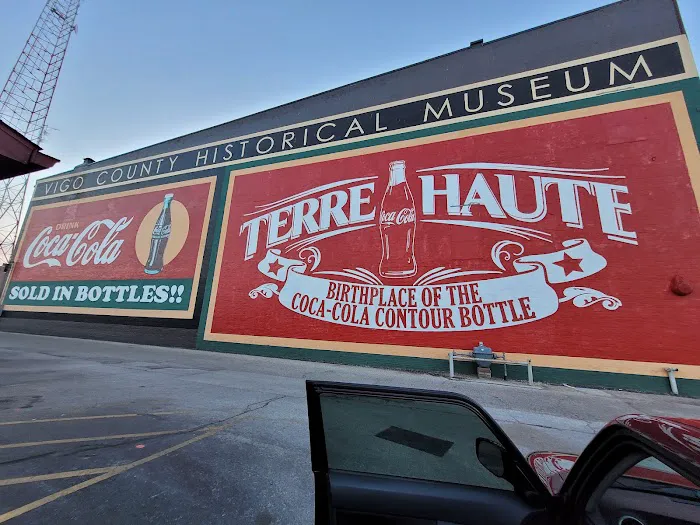 VIGO COUNTY HISTORICAL MUSEUM
DRINK
Coca-Cola
SOLD IN BOTTLES!!
TERRE HAUTE
Coca-Cola
BIRTHPLACE OF THE
COCA-COLA CONTOUR BOTTLE